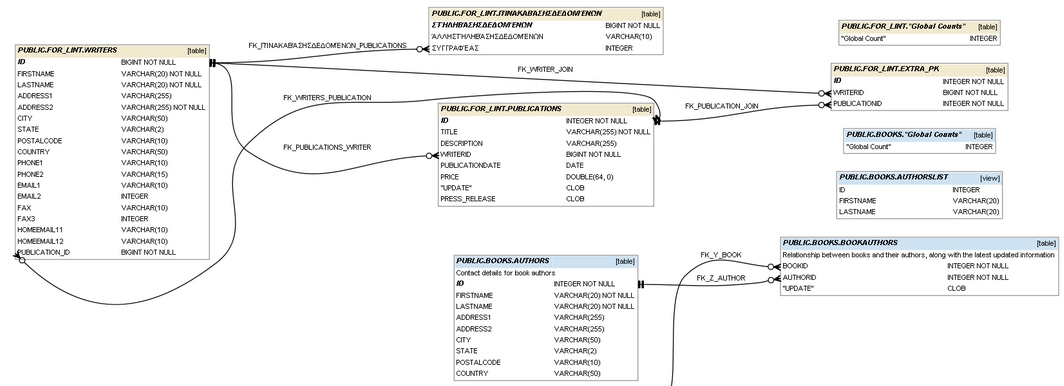 PUBLIC.FOR_LINT.WRITERS [table]
ID BIGINT NOT NULL
FIRSTNAME VARCHAR(20) NOT NULL
LASTNAME VARCHAR(20) NOT NULL
ADDRESS1 VARCHAR(255)
ADDRESS2 VARCHAR(255) NOT NULL
CITY VARCHAR(50)
STATE VARCHAR(2)
POSTALCODE VARCHAR(10)
COUNTRY VARCHAR(50)
PHONE1 VARCHAR(10)
PHONE2 VARCHAR(15)
EMAIL1 VARCHAR(10)
EMAIL2 INTEGER
FAX VARCHAR(10)
FAX3 INTEGER
HOMEEMAIL11 VARCHAR(10)
HOMEEMAIL12 VARCHAR(10)
PUBLICATION_ID BIGINT NOT NULL
FK_ΠΙΝΑΚΑΒΆΣΗΣΔΕΔΟΜΈΝΩΝ_PUBLICATIONS
FK_WRITER_JOIN
FK_WRITERS_PUBLICATION
FK_PUBLICATIONS_WRITER
FK_PUBLICATION_JOIN
PUBLIC.FOR_LINT.ΠΙΝΑΚΑΒΆΣΗΣΔΕΔΟΜΈΝΩΝ [table]
ΣΤΉΛΗΒΆΣΗΣΔΕΔΟΜΈΝΩΝ BIGINT NOT NULL
ΆΛΛΗΣΤΉΛΗΒΆΣΗΣΔΕΔΟΜΈΝΩΝ VARCHAR(10)
ΣΥΓΓΡΑΦΈΑΣ INTEGER
PUBLIC.FOR_LINT.PUBLICATIONS [table]
ID INTEGER NOT NULL
TITLE VARCHAR(255) NOT NULL
DESCRIPTION VARCHAR(255)
WRITERID BIGINT NOT NULL
PUBLICATIONDATE DATE
PRICE DOUBLE(64, 0)
"UPDATE" CLOB
PRESS_RELEASE CLOB
PUBLIC.FOR_LINT."Global Counts" [table]
"Global Count" INTEGER
PUBLIC.FOR_LINT.EXTRA_PK [table]
ID INTEGER NOT NULL
WRITERID BIGINT NOT NULL
PUBLICATIONID INTEGER NOT NULL
PUBLIC.BOOKS."Global Counts" [table]
"Global Count" INTEGER
PUBLIC.BOOKS.AUTHORSLIST [view]
ID INTEGER
FIRSTNAME VARCHAR(20)
LASTNAME VARCHAR(20)
PUBLIC.BOOKS.AUTHORS [table]
Contact details for book authors
ID INTEGER NOT NULL
FIRSTNAME VARCHAR(20) NOT NULL
LASTNAME VARCHAR(20) NOT NULL
ADDRESS1 VARCHAR(255)
ADDRESS2 VARCHAR(255)
CITY VARCHAR(50)
STATE VARCHAR(2)
POSTALCODE VARCHAR(10)
COUNTRY VARCHAR(50)
FK_Y_BOOK
FK_Z_AUTHOR
PUBLIC.BOOKS.BOOKAUTHORS [table]
Relationship between books and their authors, along with the latest updated information
BOOKID INTEGER NOT NULL
AUTHORID INTEGER NOT NULL
"UPDATE" CLOB